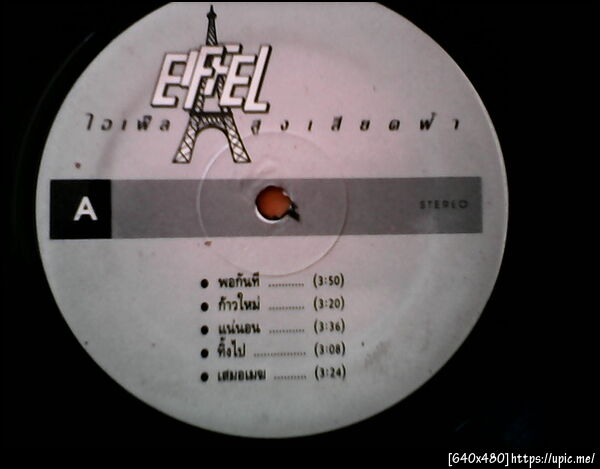 EIFFEL
ไอเฟิล สูงเสียดฟ้า
A
STEREO
● พอกันที .......... (3:50)
● ก้าวใหม่ .......... (3:20)
● แน่นอน .......... (3:36)
● ทิ้งไป .............. (3:08)
● เสมอเมฆ .......... (3:24)
[640x480]https://upic.me/